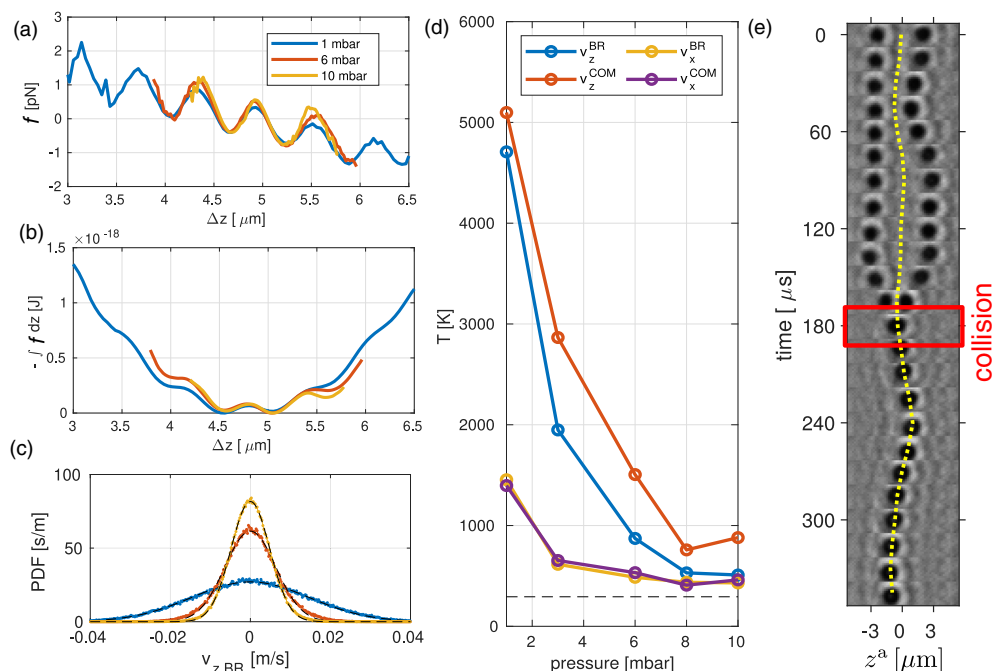 (a)
f [pN]
3
2
1
0
-1
-2
1 mbar
6 mbar
10 mbar
3 3.5 4 4.5 5 5.5 6 6.5
Δz [ μm]
(b)
×10⁻¹⁸
- ∫ f dz [J]
1.5
1
0.5
0
3 3.5 4 4.5 5 5.5 6 6.5
Δz [ μm]
(c)
PDF [s/m]
100
50
0
-0.04 -0.02 0 0.02 0.04
v_z,BR [m/s]
(d)
T [K]
6000
5000
4000
3000
2000
1000
0
v_z^BR
v_z^COM
v_x^BR
v_x^COM
2 4 6 8 10
pressure [mbar]
(e)
time [ μs]
0
60
120
180
240
300
collision
-3 0 3
z^a [μm]